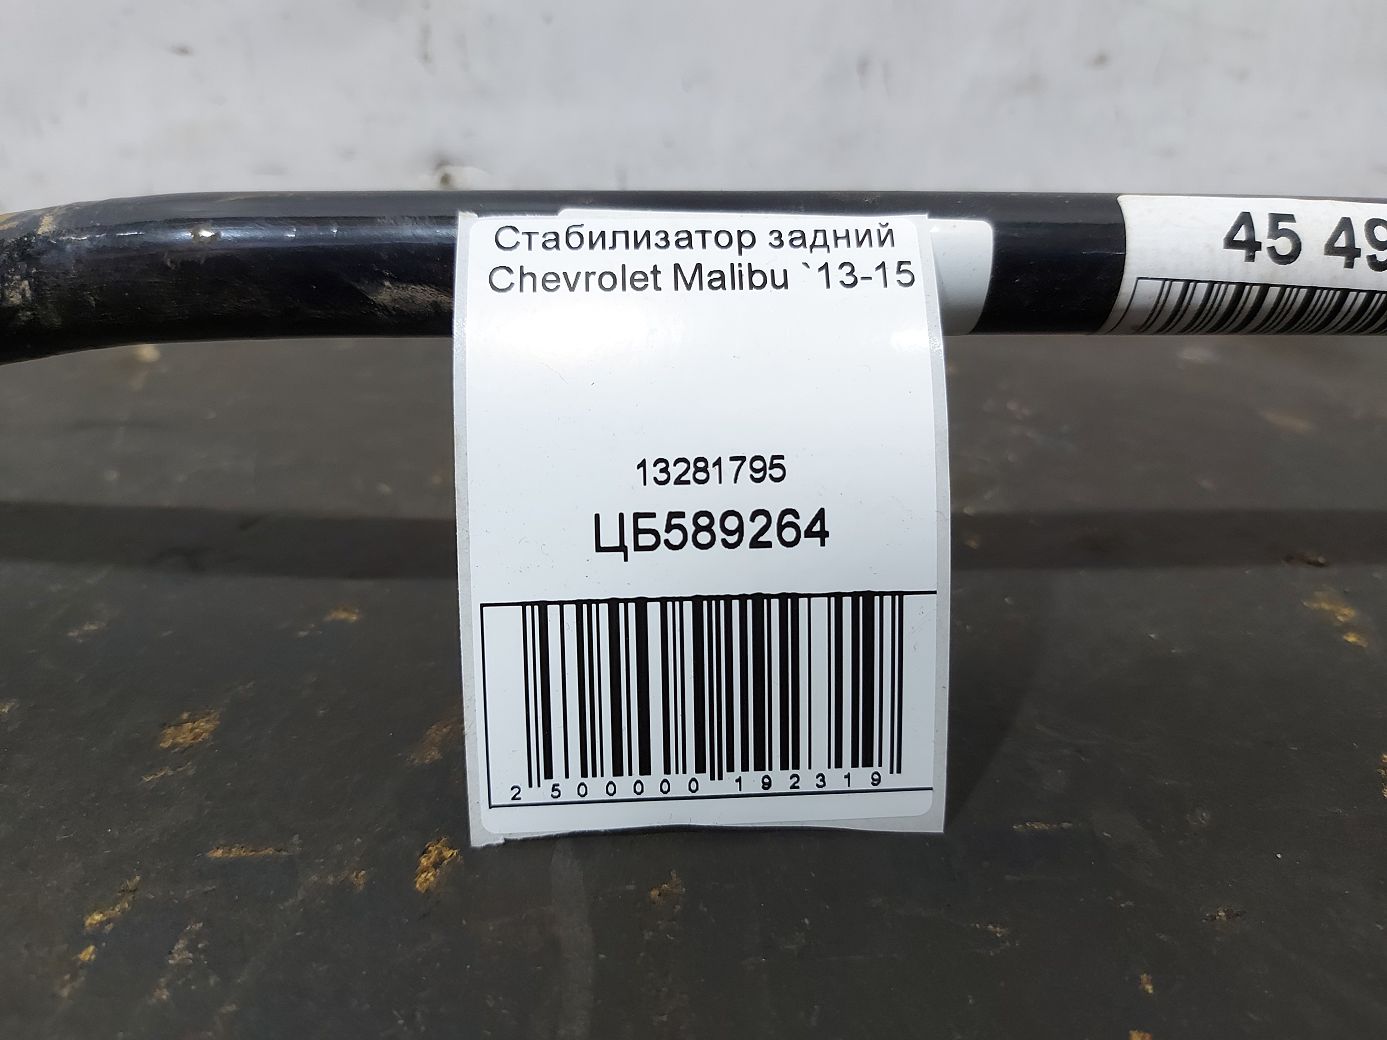 Стабилизатор задний
Chevrolet Malibu `13-15
45 49
13281795
ЦБ589264
2 500000 192319